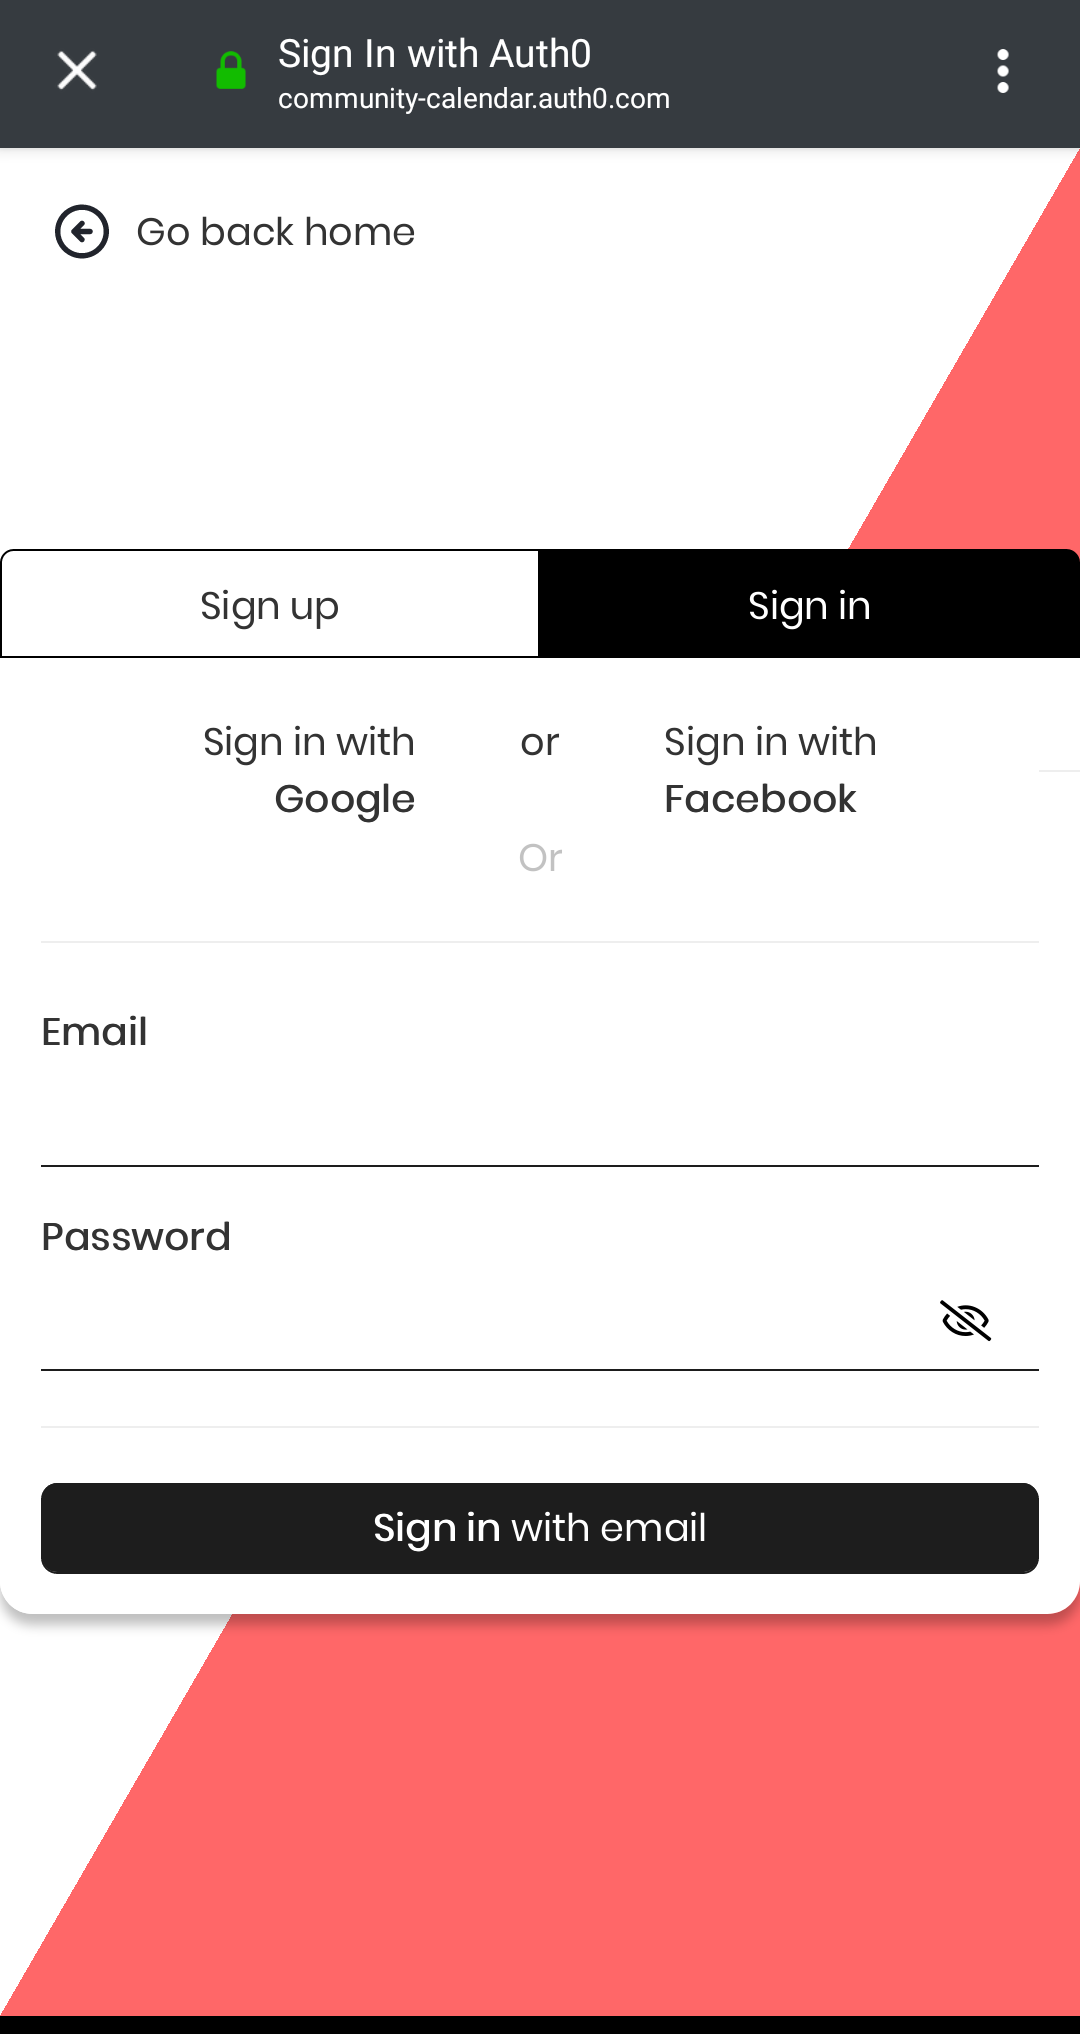 Sign In with Auth0
community-calendar.auth0.com
Go back home
Sign up
Sign in
Sign in with
Google
or
Sign in with
Facebook
Or
Email
Password
Sign in with email